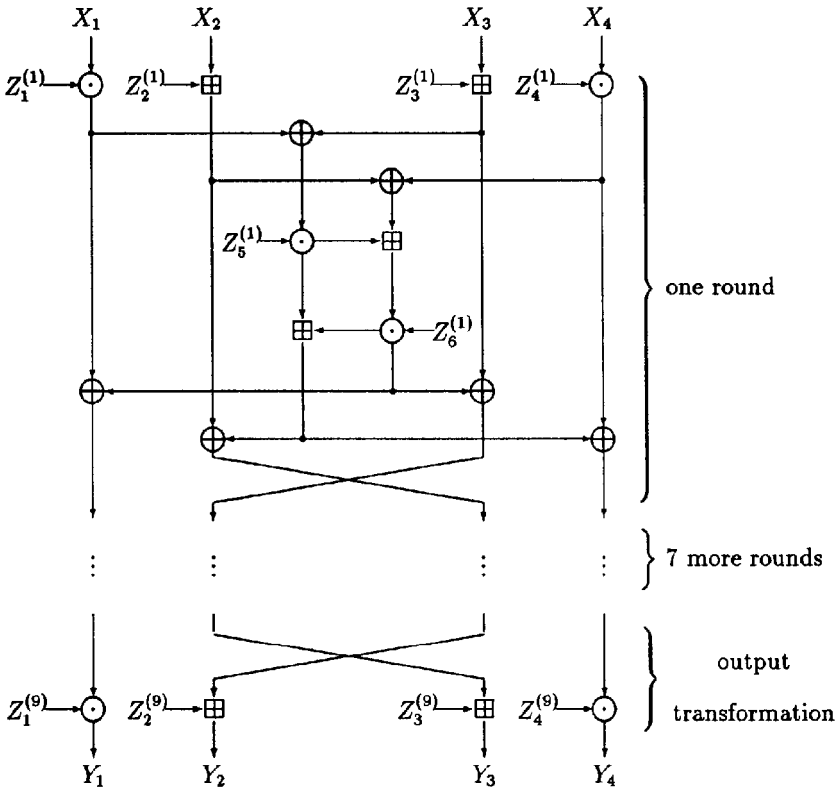 X₁ X₂ X₃ X₄
Z₁⁽¹⁾ Z₂⁽¹⁾ Z₃⁽¹⁾ Z₄⁽¹⁾
Z₅⁽¹⁾
one round
Z₆⁽¹⁾
7 more rounds
output
transformation
Z₁⁽⁹⁾ Z₂⁽⁹⁾ Z₃⁽⁹⁾ Z₄⁽⁹⁾
Y₁ Y₂ Y₃ Y₄